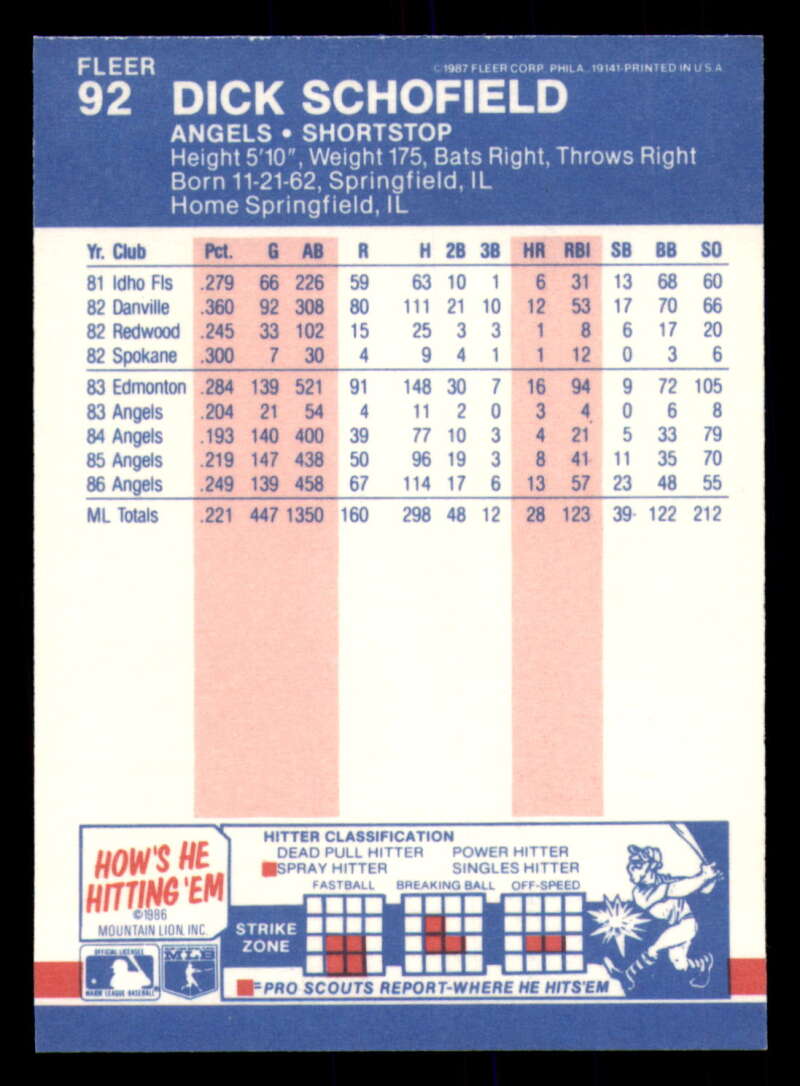 FLEER
©1987 FLEER CORP. PHILA., 19141-PRINTED IN U.S.A.
92 DICK SCHOFIELD
ANGELS • SHORTSTOP
Height 5'10", Weight 175, Bats Right, Throws Right
Born 11-21-62, Springfield, IL
Home Springfield, IL
Yr. Club Pct. G AB R H 2B 3B HR RBI SB BB SO
81 Idho Fls .279 66 226 59 63 10 1 6 31 13 68 60
82 Danville .360 92 308 80 111 21 10 12 53 17 70 66
82 Redwood .245 33 102 15 25 3 3 1 8 6 17 20
82 Spokane .300 7 30 4 9 4 1 1 12 0 3 6
83 Edmonton .284 139 521 91 148 30 7 16 94 9 72 105
83 Angels .204 21 54 4 11 2 0 3 4 0 6 8
84 Angels .193 140 400 39 77 10 3 4 21 5 33 79
85 Angels .219 147 438 50 96 19 3 8 41 11 35 70
86 Angels .249 139 458 67 114 17 6 13 57 23 48 55
ML Totals .221 447 1350 160 298 48 12 28 123 39 122 212
HOW'S HE
HITTING 'EM
©1986
MOUNTAIN LION, INC.
OFFICIAL LICENSEE
MAJOR LEAGUE BASEBALL
MLB
HITTER CLASSIFICATION
DEAD PULL HITTER POWER HITTER
SPRAY HITTER SINGLES HITTER
FASTBALL BREAKING BALL OFF-SPEED
STRIKE
ZONE
=PRO SCOUTS REPORT-WHERE HE HITS 'EM